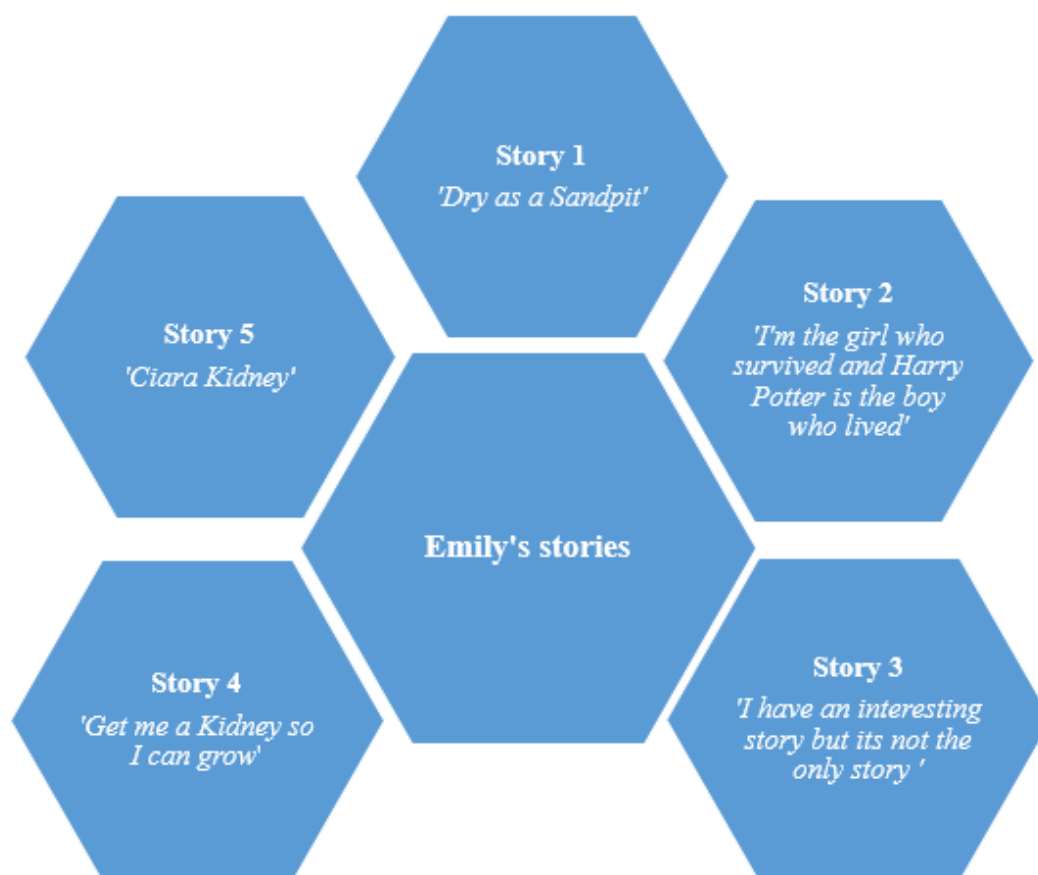 Story 1
'Dry as a Sandpit'
Story 2
'I'm the girl who
survived and Harry
Potter is the boy
who lived'
Story 3
'I have an interesting
story but its not the
only story '
Story 4
'Get me a Kidney so
I can grow'
Story 5
'Ciara Kidney'
Emily's stories